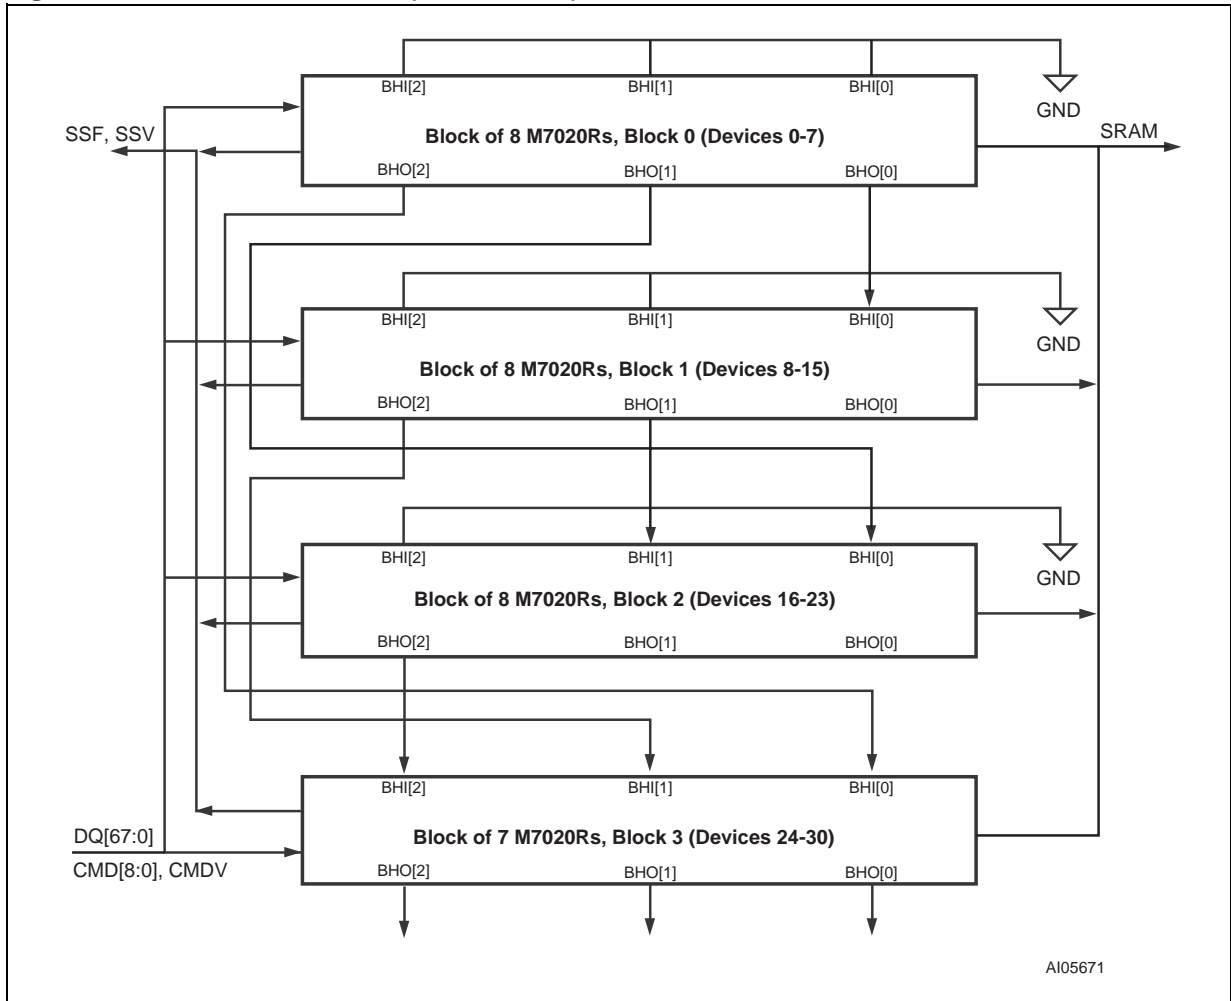 BHI[2] BHI[1] BHI[0]
GND
Block of 8 M7020Rs, Block 0 (Devices 0-7)
SSF, SSV
SRAM
BHO[2] BHO[1] BHO[0]
BHI[2] BHI[1] BHI[0]
GND
Block of 8 M7020Rs, Block 1 (Devices 8-15)
BHO[2] BHO[1] BHO[0]
BHI[2] BHI[1] BHI[0]
GND
Block of 8 M7020Rs, Block 2 (Devices 16-23)
BHO[2] BHO[1] BHO[0]
BHI[2] BHI[1] BHI[0]
DQ[67:0]
Block of 7 M7020Rs, Block 3 (Devices 24-30)
CMD[8:0], CMDV
BHO[2] BHO[1] BHO[0]
AI05671